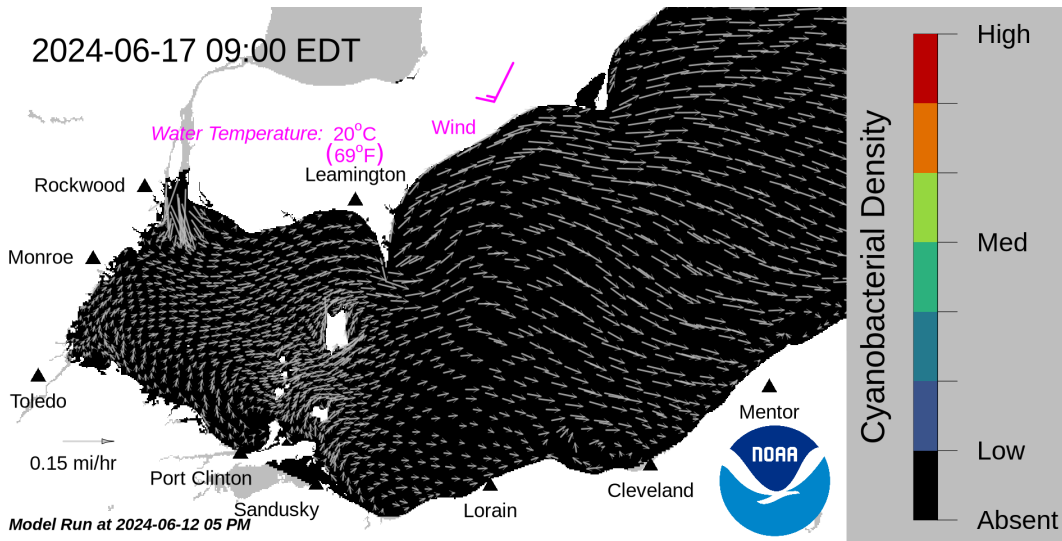 2024-06-17 09:00 EDT
High
Wind
Water Temperature: 20°C
(69°F)
Leamington
Rockwood
Monroe
Cyanobacterial Density
Med
Toledo
Mentor
0.15 mi/hr
NOAA
Port Clinton
Sandusky
Lorain
Cleveland
Low
Model Run at 2024-06-12 05 PM
Absent